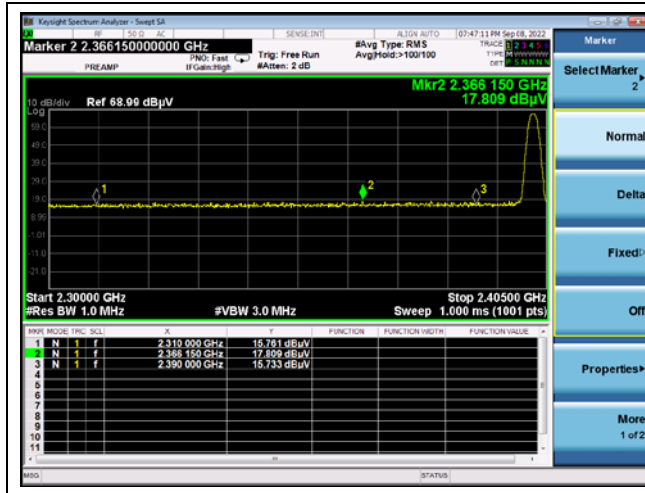 Keysight Spectrum Analyzer - Swept SA
RF 50 Ω AC SENSE:INT ALIGN AUTO 07:47:11 PM Sep 08, 2022
Marker 2 2.366150000000 GHz
PREAMP
PNO: Fast
IFGain:High
Trig: Free Run
#Atten: 2 dB
#Avg Type: RMS
Avg|Hold:>100/100
TRACE 1 2 3 4 5 6
TYPE M W W W W W
DET P S N N N N
Mkr2 2.366 150 GHz
17.809 dBµV
10 dB/div Ref 68.99 dBµV
Log
59.0
49.0
39.0
29.0
19.0
8.99
-1.01
-11.0
-21.0
1
2
3
Start 2.30000 GHz Stop 2.40500 GHz
#Res BW 1.0 MHz #VBW 3.0 MHz Sweep 1.000 ms (1001 pts)
MKR MODE TRC SCL X Y FUNCTION FUNCTION WIDTH FUNCTION VALUE
1 N 1 f 2.310 000 GHz 15.761 dBµV
2 N 1 f 2.366 150 GHz 17.809 dBµV
3 N 1 f 2.390 000 GHz 15.733 dBµV
4
5
6
7
8
9
10
11
MSG STATUS
Marker
Select Marker
2
Normal
Delta
Fixed
Off
Properties
More
1 of 2